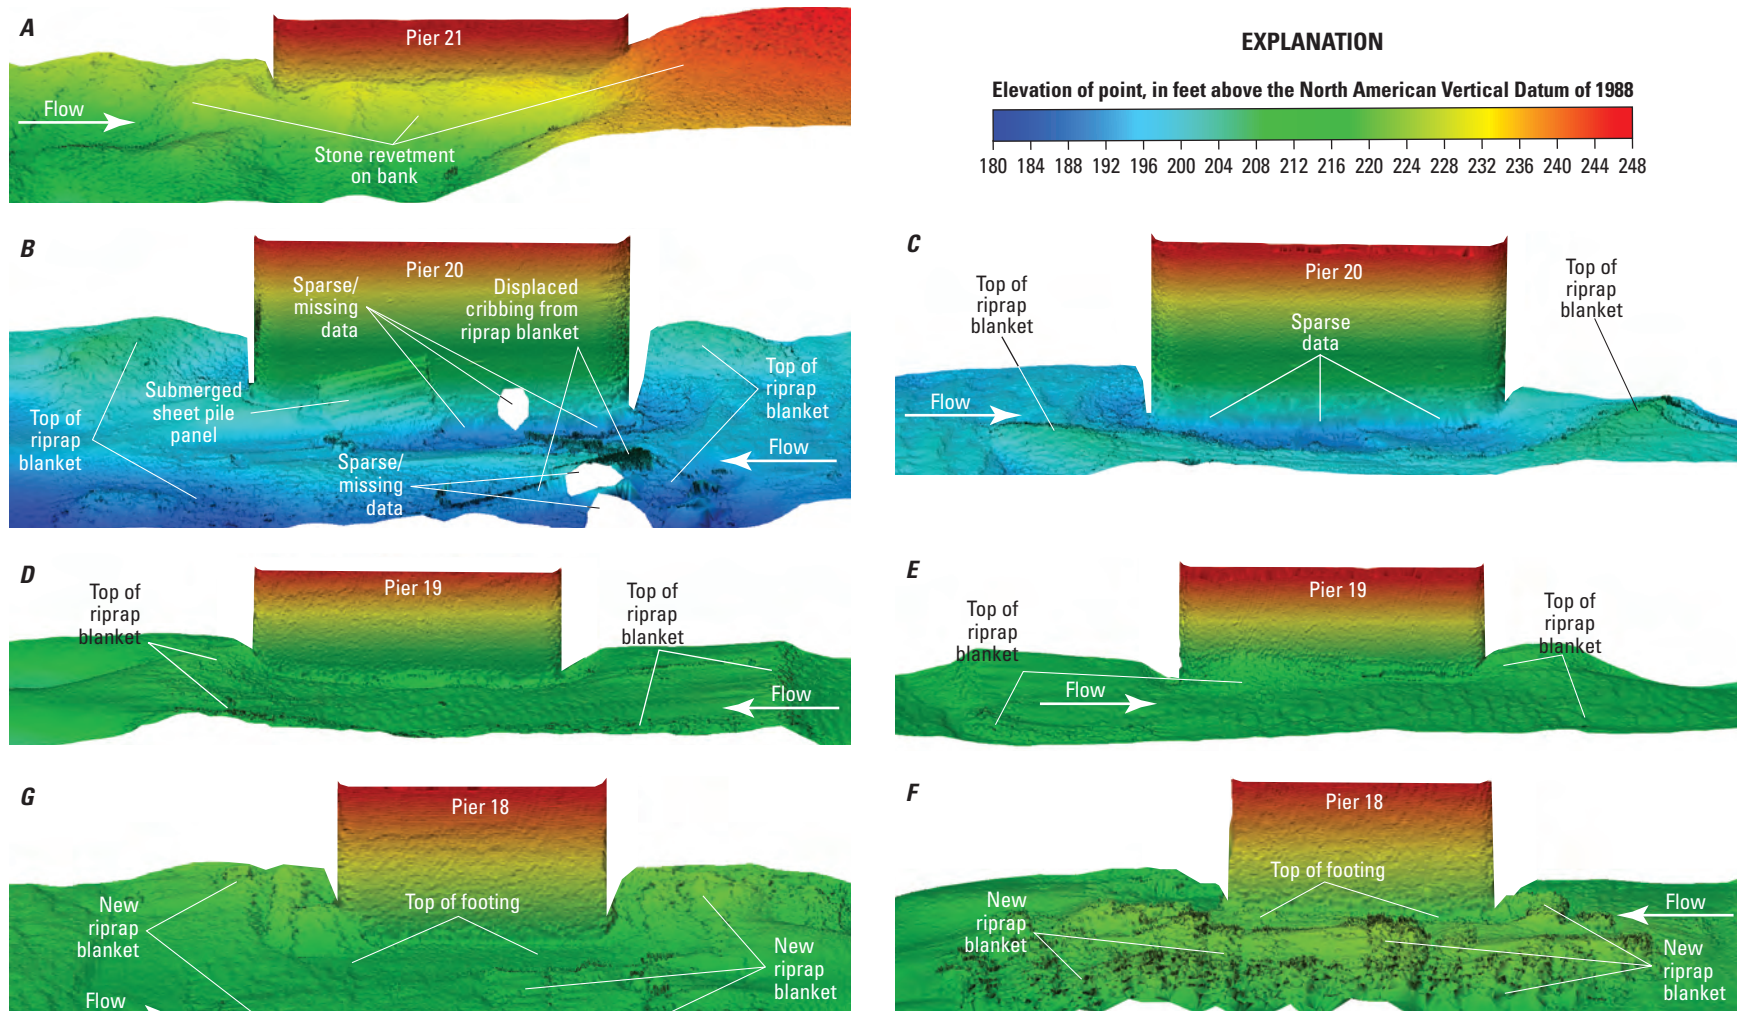 A
Pier 21
Flow
Stone revetment
on bank
EXPLANATION
Elevation of point, in feet above the North American Vertical Datum of 1988
180 184 188 192 196 200 204 208 212 216 220 224 228 232 236 240 244 248
B
Pier 20
Sparse/
missing
data
Displaced
cribbing from
riprap blanket
Submerged
sheet pile
panel
Top of
riprap
blanket
Top of
riprap
blanket
Flow
Sparse/
missing
data
C
Pier 20
Top of
riprap
blanket
Sparse
data
Top of
riprap
blanket
Flow
D
Pier 19
Top of
riprap
blanket
Top of
riprap
blanket
Flow
E
Pier 19
Top of
riprap
blanket
Top of
riprap
blanket
Flow
G
Pier 18
Top of footing
New
riprap
blanket
New
riprap
blanket
Flow
F
Pier 18
Top of footing
New
riprap
blanket
Flow
New
riprap
blanket